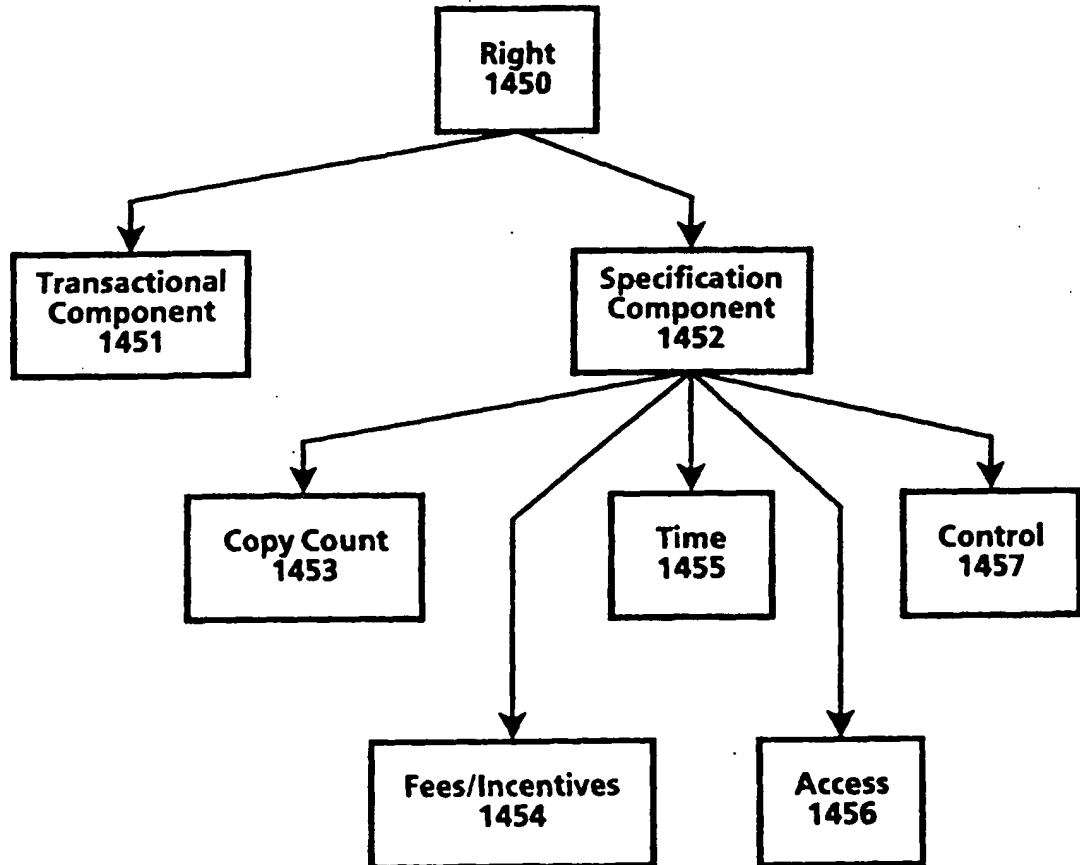 Right
1450
Transactional
Component
1451
Specification
Component
1452
Copy Count
1453
Time
1455
Control
1457
Fees/Incentives
1454
Access
1456